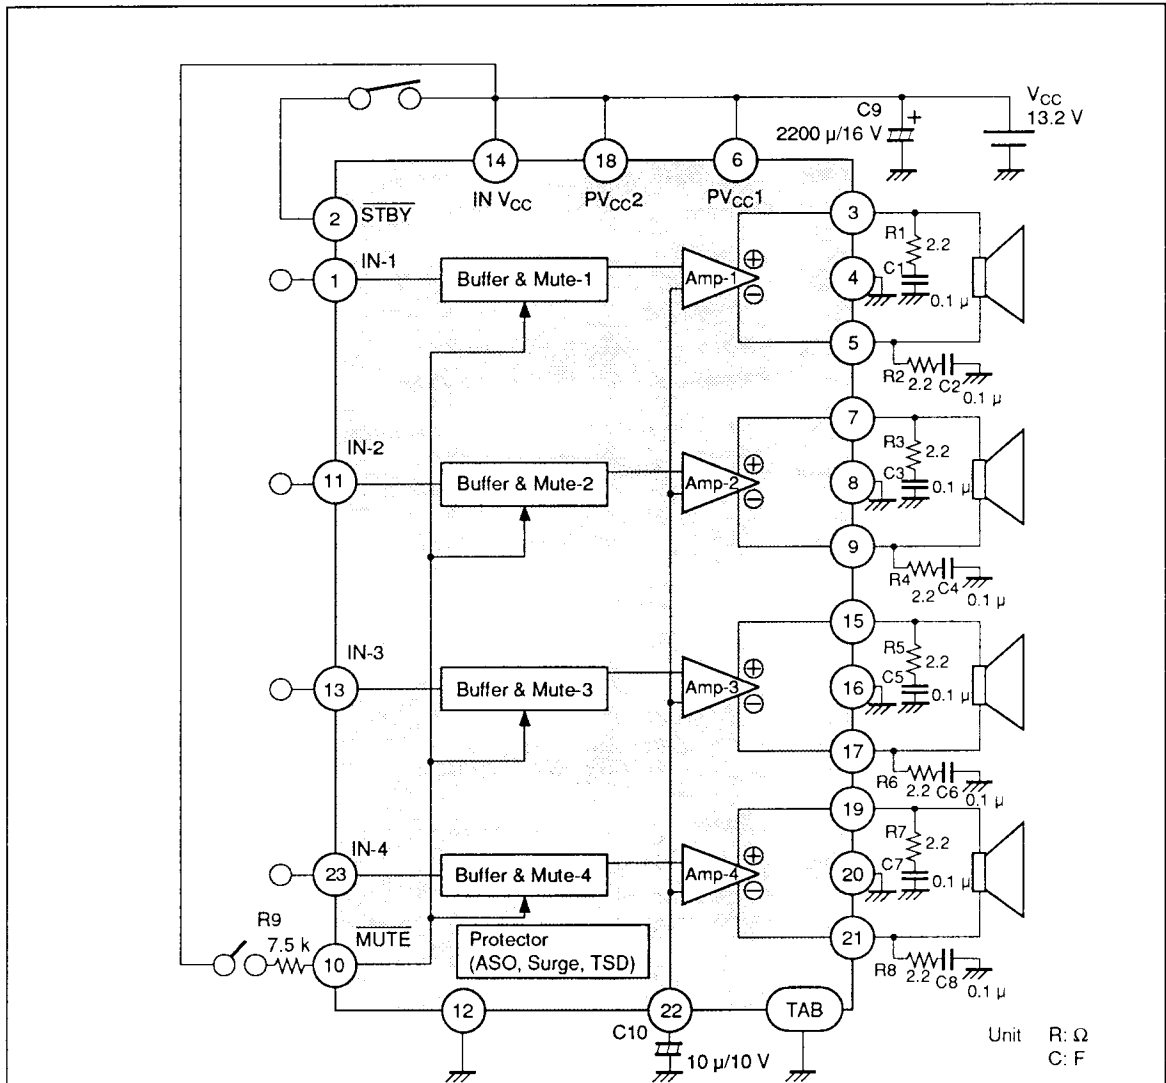 VCC
13.2 V
C9
+
2200 µ/16 V
14
18
6
IN VCC
PVCC2
PVCC1
2
STBY
3
R1
2.2
C1
0.1 µ
1
IN-1
Buffer & Mute-1
Amp-1
+
−
4
5
R2
2.2
C2
0.1 µ
7
R3
2.2
C3
0.1 µ
IN-2
11
Buffer & Mute-2
Amp-2
+
−
8
9
R4
2.2
C4
0.1 µ
15
R5
2.2
C5
0.1 µ
IN-3
13
Buffer & Mute-3
Amp-3
+
−
16
17
R6
2.2
C6
0.1 µ
19
R7
2.2
C7
0.1 µ
IN-4
23
Buffer & Mute-4
Amp-4
+
−
20
21
R8
2.2
C8
0.1 µ
R9
7.5 k
10
MUTE
Protector
(ASO, Surge, TSD)
12
22
TAB
C10
10 µ/10 V
Unit R: Ω
C: F